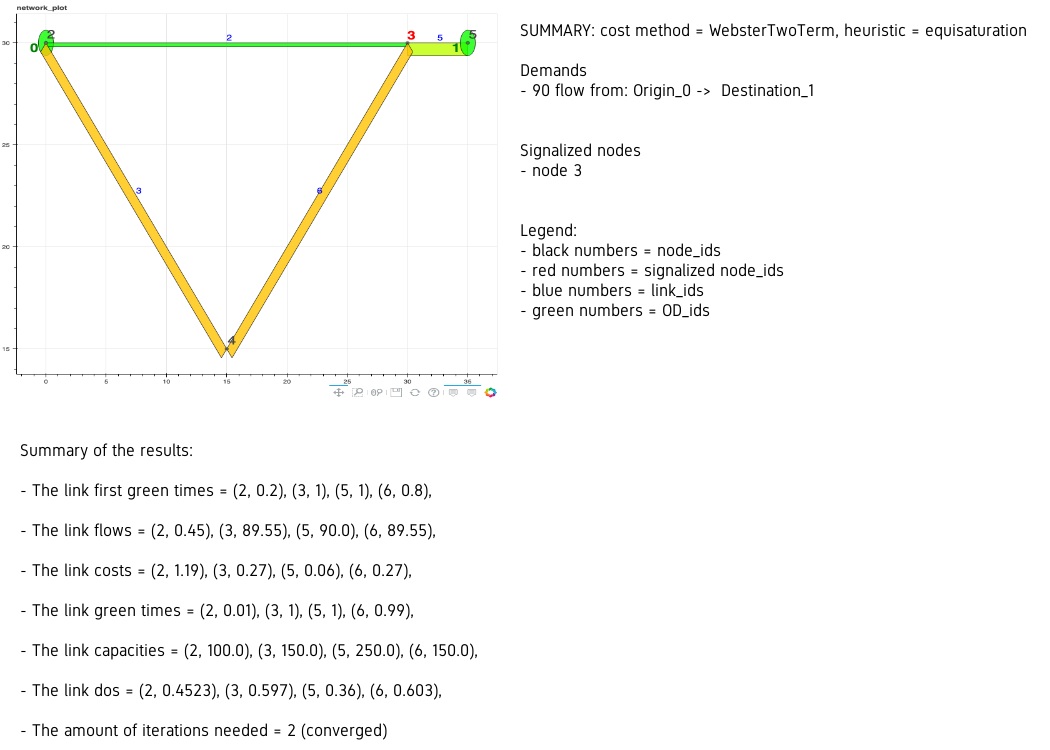 network_plot
2
0
2
3
5
1
5
30
25
20
15
3
6
4
0
5
10
15
20
25
30
35
SUMMARY: cost method = WebsterTwoTerm, heuristic = equisaturation
Demands
- 90 flow from: Origin_0 -> Destination_1
Signalized nodes
- node 3
Legend:
- black numbers = node_ids
- red numbers = signalized node_ids
- blue numbers = link_ids
- green numbers = OD_ids
Summary of the results:
- The link first green times = (2, 0.2), (3, 1), (5, 1), (6, 0.8),
- The link flows = (2, 0.45), (3, 89.55), (5, 90.0), (6, 89.55),
- The link costs = (2, 1.19), (3, 0.27), (5, 0.06), (6, 0.27),
- The link green times = (2, 0.01), (3, 1), (5, 1), (6, 0.99),
- The link capacities = (2, 100.0), (3, 150.0), (5, 250.0), (6, 150.0),
- The link dos = (2, 0.4523), (3, 0.597), (5, 0.36), (6, 0.603),
- The amount of iterations needed = 2 (converged)